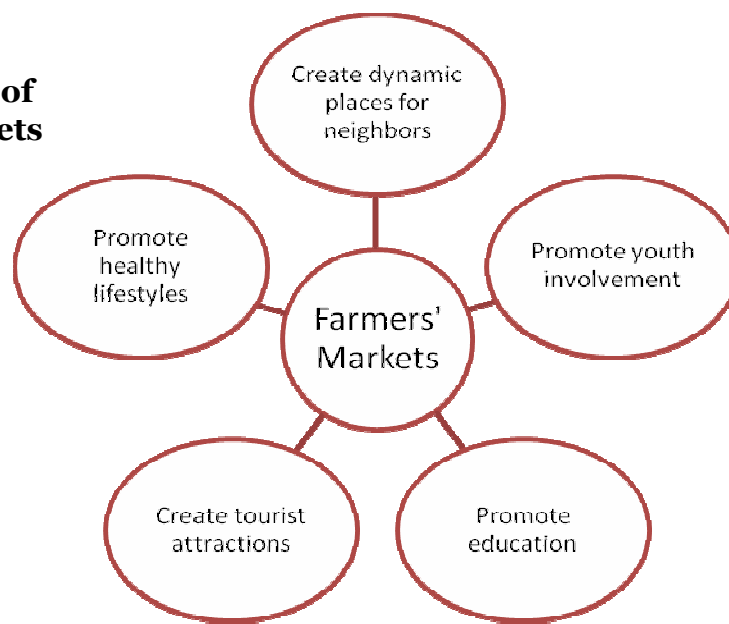 of
ets
Create dynamic
places for
neighbors
Promote
healthy
lifestyles
Promote youth
involvement
Farmers'
Markets
Create tourist
attractions
Promote
education